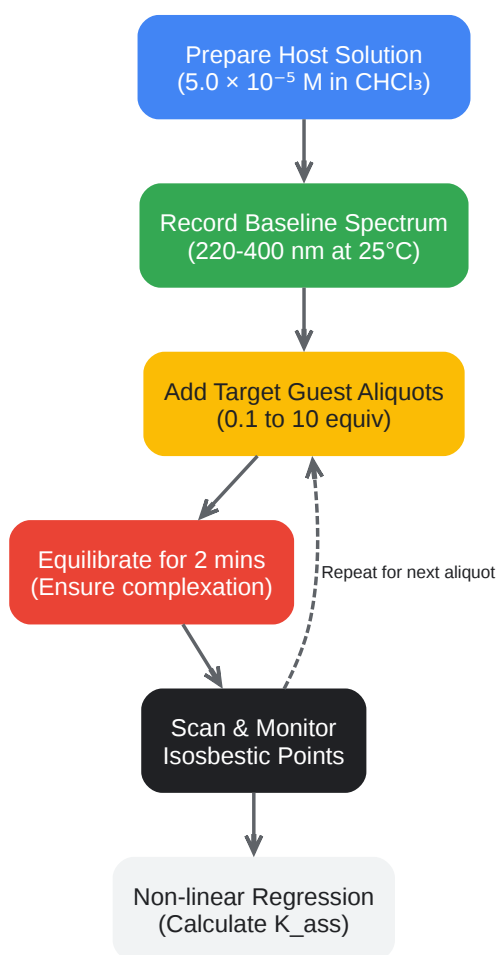 Prepare Host Solution
(5.0 × 10⁻⁵ M in CHCl₃)
Record Baseline Spectrum
(220-400 nm at 25°C)
Add Target Guest Aliquots
(0.1 to 10 equiv)
Equilibrate for 2 mins
(Ensure complexation)
Repeat for next aliquot
Scan & Monitor
Isosbestic Points
Non-linear Regression
(Calculate K_ass)